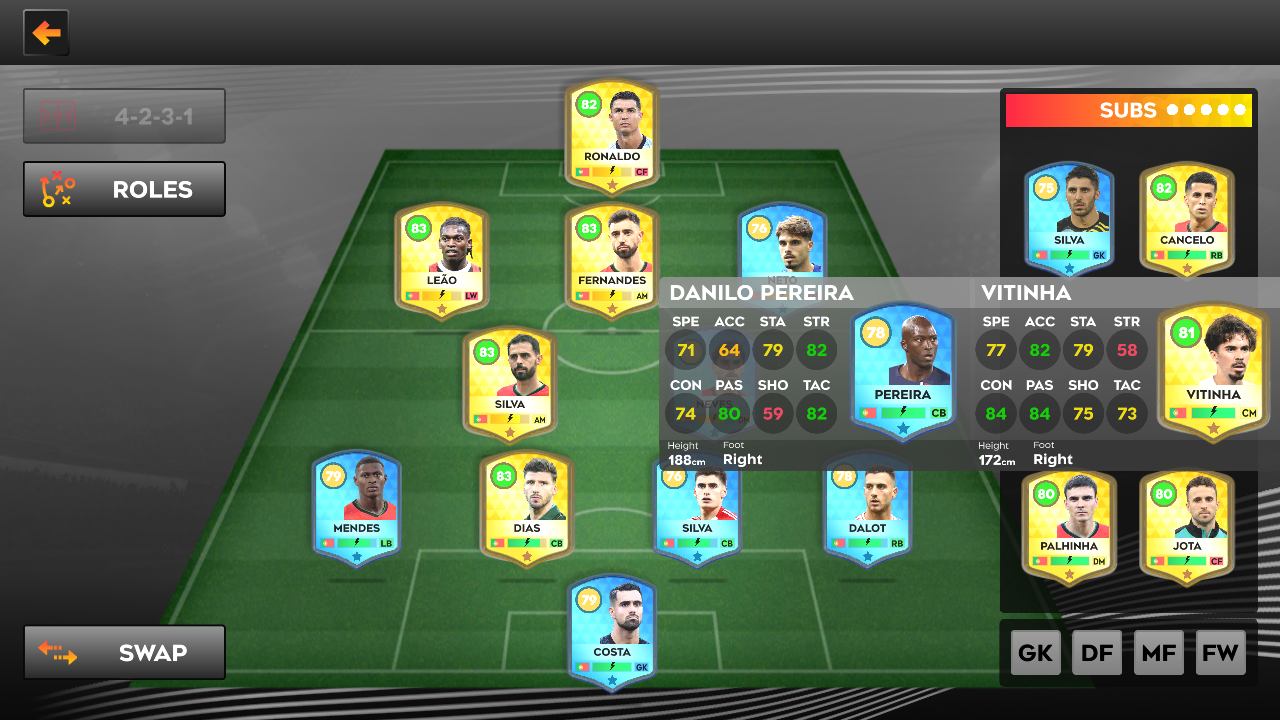 4-2-3-1
ROLES
SUBS
82
RONALDO
CF
83
LEÃO
LW
83
FERNANDES
AM
76
NETO
75
SILVA
GK
82
CANCELO
RB
DANILO PEREIRA
SPE ACC STA STR
71 64 79 82
CON PAS SHO TAC
74 80 59 82
Height Foot
188cm Right
78
PEREIRA
CB
VITINHA
SPE ACC STA STR
77 82 79 58
CON PAS SHO TAC
84 84 75 73
Height Foot
172cm Right
81
VITINHA
CM
83
SILVA
AM
NEVES
79
MENDES
LB
83
DIAS
CB
76
SILVA
CB
78
DALOT
RB
80
PALHINHA
DM
80
JOTA
CF
79
COSTA
GK
SWAP
GK DF MF FW